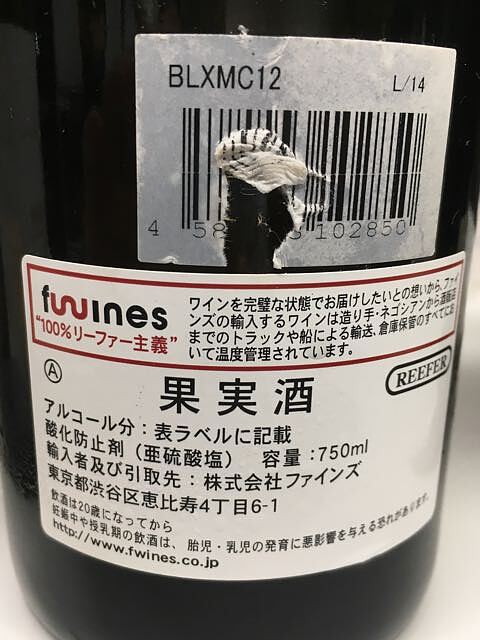 BLXMC12
L/14
4 58 102850
fwines
"100%リーファー主義"
ワインを完璧な状態でお届けしたいとの想いから、ファイ
ンズの輸入するワインは造り手・ネゴシアンから酒販店
までのトラックや船による輸送、倉庫保管のすべてにお
いて温度管理されています。
A
REEFER
果実酒
アルコール分:表ラベルに記載
酸化防止剤(亜硫酸塩) 容量:750ml
輸入者及び引取先:株式会社ファインズ
東京都渋谷区恵比寿4丁目6-1
飲酒は20歳になってから
妊娠中や授乳期の飲酒は、胎児・乳児の発育に悪影響を与える恐れがあります。
http://www.fwines.co.jp